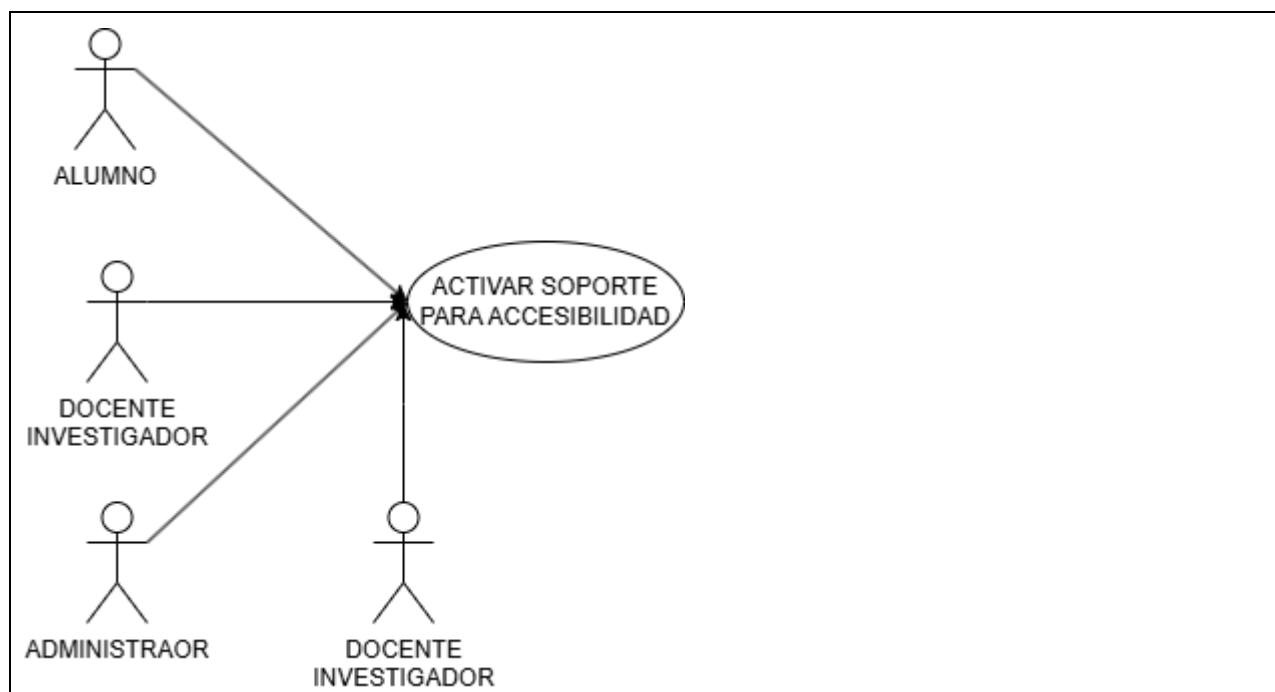 ALUMNO
ACTIVAR SOPORTE
PARA ACCESIBILIDAD
DOCENTE
INVESTIGADOR
ADMINISTRAOR
DOCENTE
INVESTIGADOR